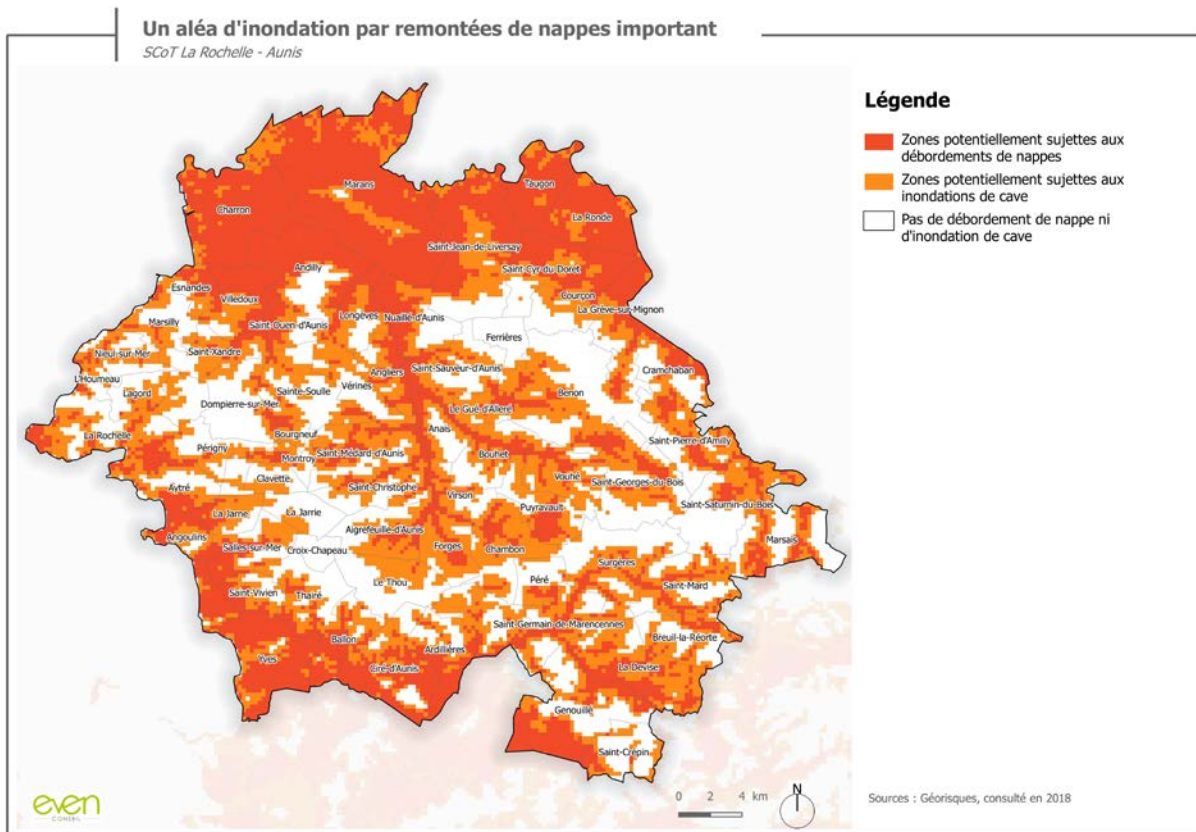 Un aléa d'inondation par remontées de nappes important
SCoT La Rochelle - Aunis
Légende
Zones potentiellement sujettes aux
débordements de nappes
Zones potentiellement sujettes aux
inondations de cave
Pas de débordement de nappe ni
d'inondation de cave
Marans
Taugon
Charron
La Ronde
Saint-Jean-de-Liversay
Andilly
Saint-Cyr-du-Doret
Esnandes
Villedoux
Courçon
La Grève-sur-Mignon
Marsilly
Saint-Ouen-d'Aunis
Longèves
Nuaillé-d'Aunis
Ferrières
Nieul-sur-Mer
Saint-Xandre
Saint-Sauveur-d'Aunis
Cramchaban
L'Houmeau
Angliers
Lagord
Sainte-Soulle
Vérines
Benon
Dompierre-sur-Mer
Le Gué-d'Alleré
La Rochelle
Bourgneuf
Anais
Saint-Pierre-d'Amilly
Périgny
Montroy
Saint-Médard-d'Aunis
Bouhet
Aytré
Clavette
Saint-Christophe
Virson
Vouhé
Saint-Georges-du-Bois
La Jarne
La Jarrie
Puyravault
Saint-Saturnin-du-Bois
Angoulins
Aigrefeuille-d'Aunis
Marsais
Salles-sur-Mer
Croix-Chapeau
Forges
Chambon
Surgères
Saint-Vivien
Thairé
Le Thou
Péré
Saint-Mard
Saint-Germain-de-Marencennes
Ballon
Ardillières
Breuil-la-Réorte
Yves
Ciré-d'Aunis
La Devise
Genouillé
Saint-Crépin
even
CONSEIL
0 2 4 km
N
Sources : Géorisques, consulté en 2018